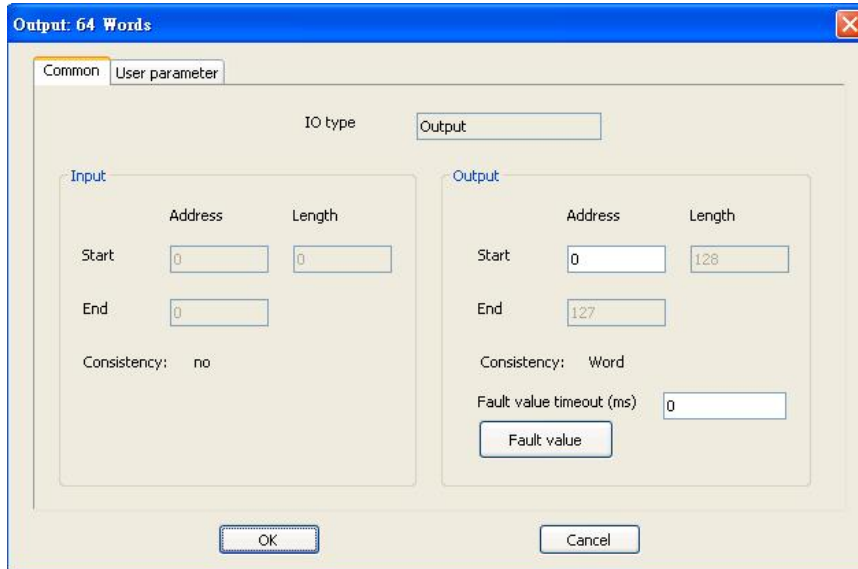 Output: 64 Words
Common User parameter
IO type Output
Input
Address Length
Start 0 0
End 0
Consistency: no
Output
Address Length
Start 0 128
End 127
Consistency: Word
Fault value timeout (ms) 0
Fault value
OK Cancel